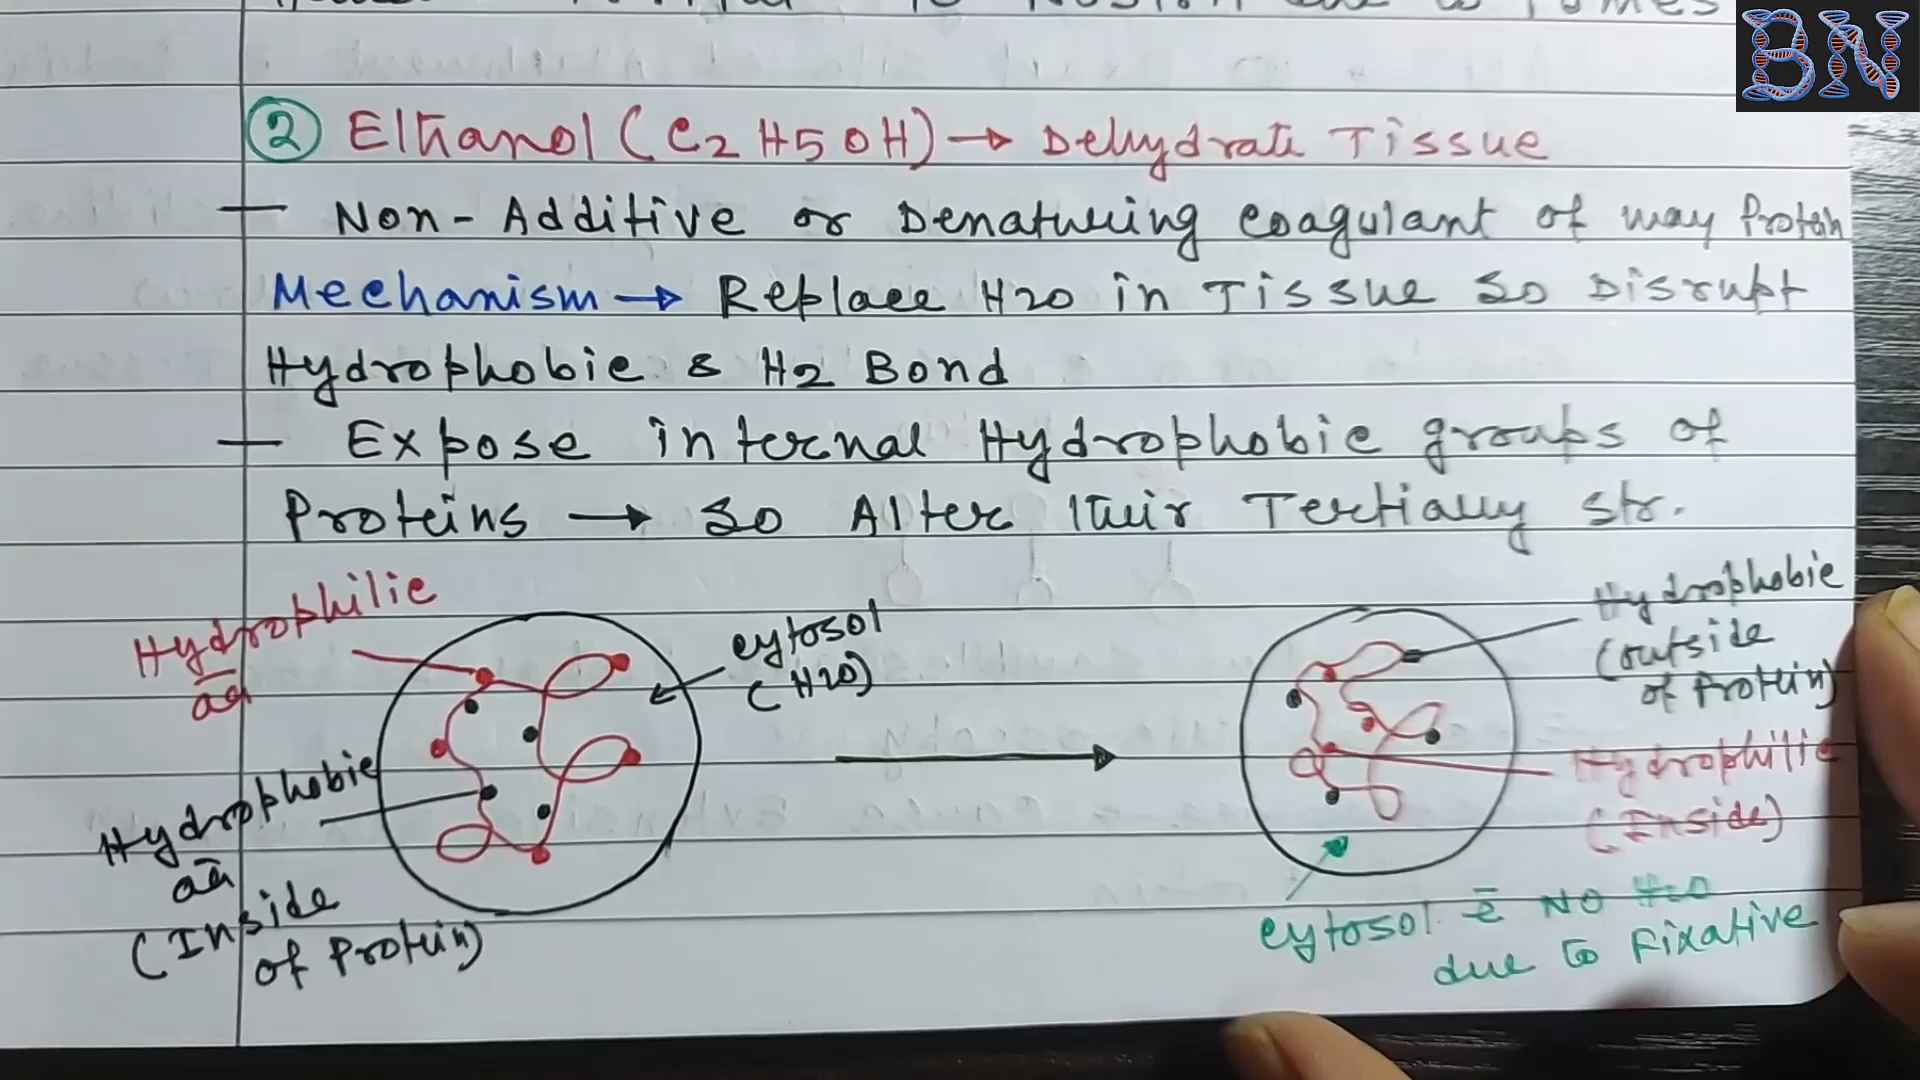 BN
② Ethanol (C2H5OH) → Dehydrate Tissue
— Non-Additive or Denaturing coagulant of many Protein
Mechanism → Replace H2O in Tissue so Disrupt
Hydrophobic & H2 Bond
— Expose internal Hydrophobic groups of
Proteins → so Alter their Tertially str.
Hydrophilic
aa
cytosol
(H2O)
Hydrophobic
aa
(Inside
of Protein)
Hydrophobic
(outside
of Protein)
Hydrophilic
(Inside)
cytosol c̄ NO H2O
due to Fixative